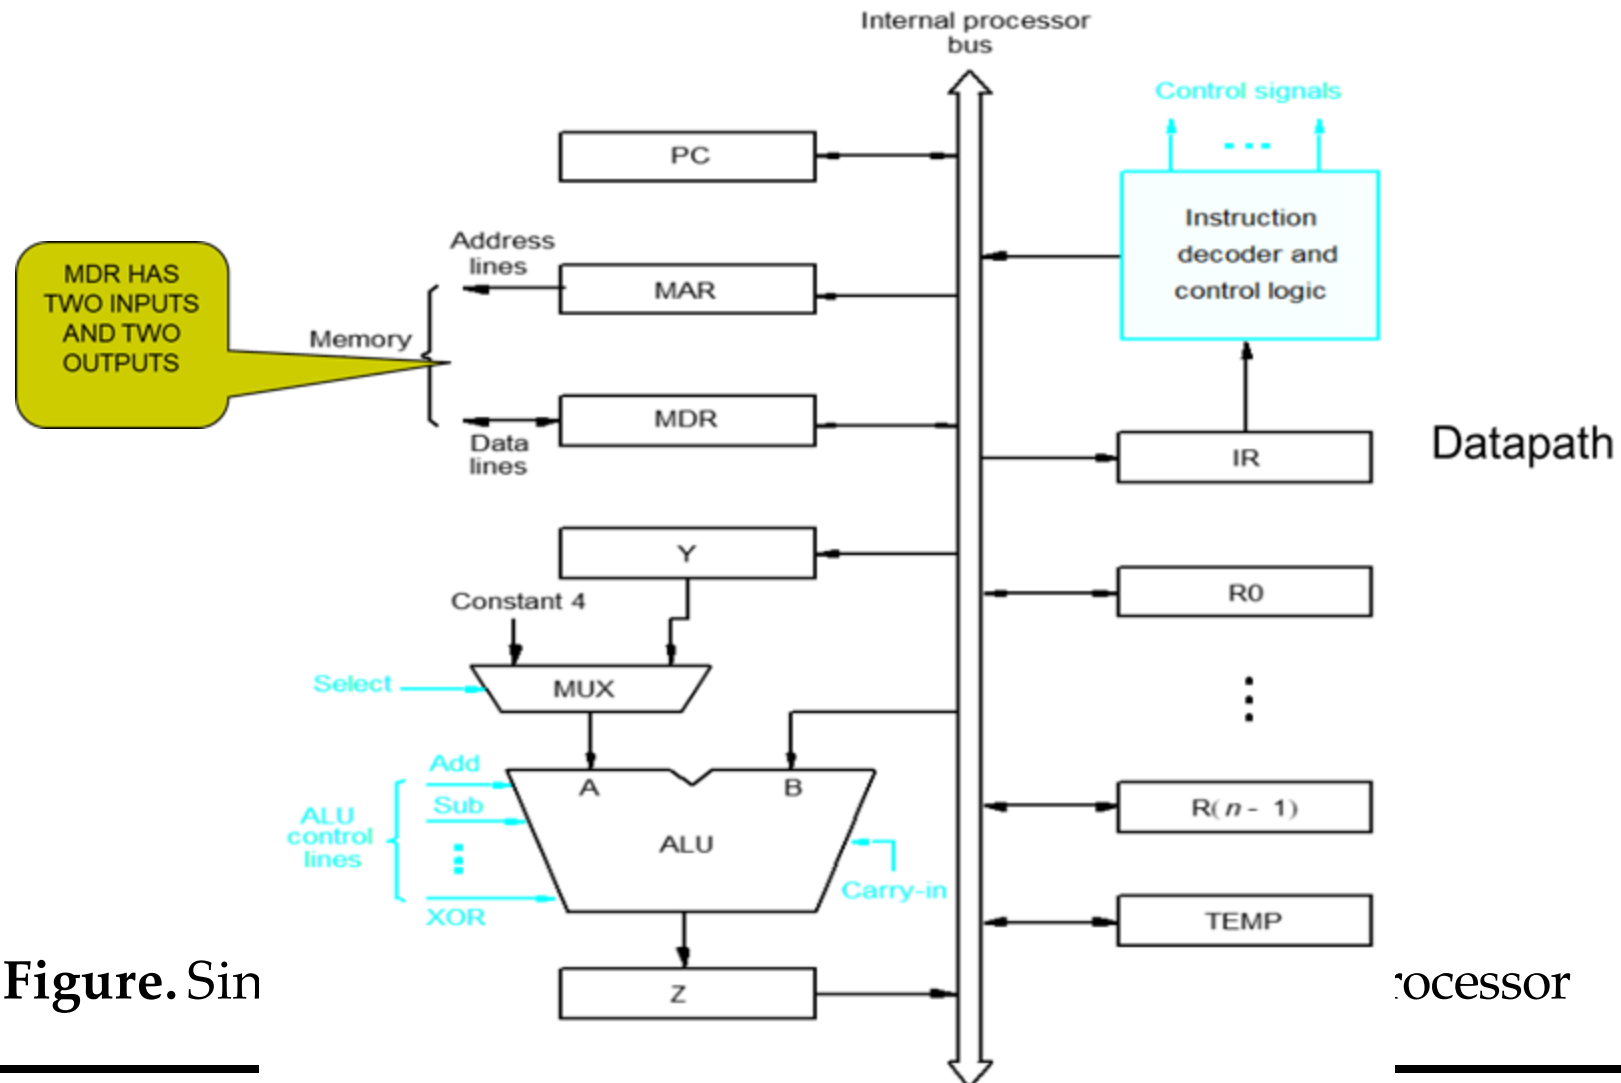 Internal processor
bus
Control signals
PC
Instruction
decoder and
control logic
MDR HAS
TWO INPUTS
AND TWO
OUTPUTS
Address
lines
MAR
Memory
MDR
Data
lines
IR
Datapath
Y
Constant 4
R0
Select
MUX
Add
A
B
Sub
ALU
control
lines
ALU
R(n - 1)
Carry-in
XOR
TEMP
Figure.
Z